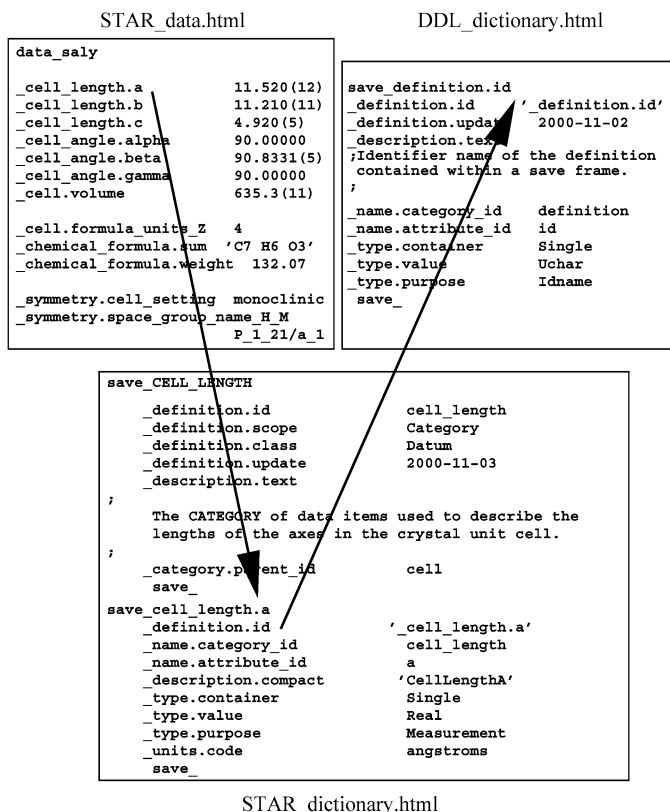 STAR_data.html
data_saly
_cell_length.a 11.520(12)
_cell_length.b 11.210(11)
_cell_length.c 4.920(5)
_cell_angle.alpha 90.00000
_cell_angle.beta 90.8331(5)
_cell_angle.gamma 90.00000
_cell.volume 635.3(11)
_cell.formula_units_Z 4
_chemical_formula.sum ’C7 H6 O3’
_chemical_formula.weight 132.07
_symmetry.cell_setting monoclinic
_symmetry.space_group_name_H_M
P_1_21/a_1
DDL_dictionary.html
save_definition.id
_definition.id ’_definition.id’
_definition.update 2000-11-02
_description.text
;Identifier name of the definition
contained within a save frame.
;
_name.category_id definition
_name.attribute_id id
_type.container Single
_type.value Uchar
_type.purpose Idname
save_
save_CELL_LENGTH
_definition.id cell_length
_definition.scope Category
_definition.class Datum
_definition.update 2000-11-03
_description.text
;
The CATEGORY of data items used to describe the
lengths of the axes in the crystal unit cell.
;
_category.parent_id cell
save_
save_cell_length.a
_definition.id ’_cell_length.a’
_name.category_id cell_length
_name.attribute_id a
_description.compact ’CellLengthA’
_type.container Single
_type.value Real
_type.purpose Measurement
_units.code angstroms
save_
STAR_dictionary.html